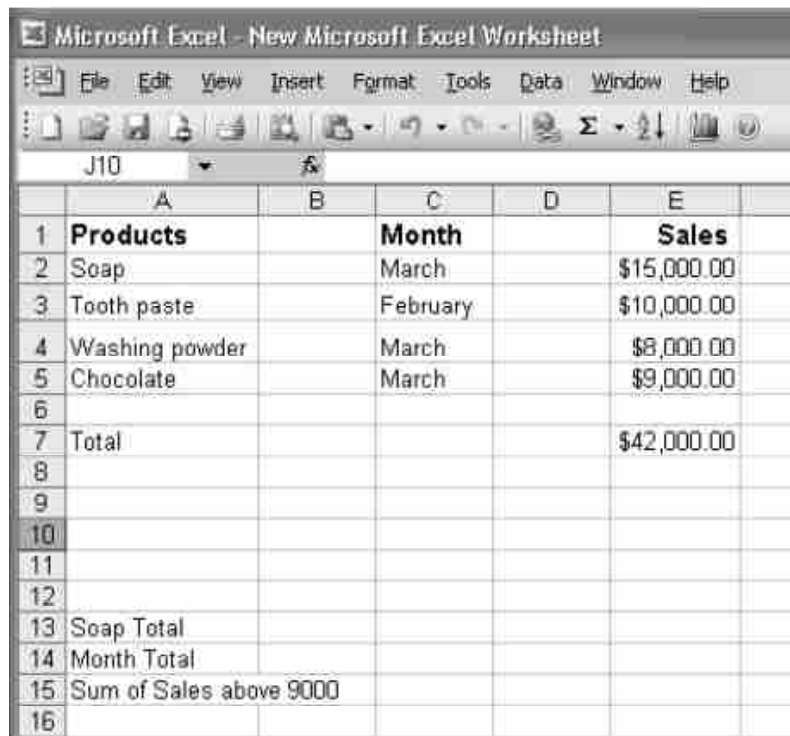 Microsoft Excel - New Microsoft Excel Worksheet
File Edit View Insert Format Tools Data Window Help
J10 fx
A B C D E
1 Products Month Sales
2 Soap March $15,000.00
3 Tooth paste February $10,000.00
4 Washing powder March $8,000.00
5 Chocolate March $9,000.00
6
7 Total $42,000.00
8
9
10
11
12
13 Soap Total
14 Month Total
15 Sum of Sales above 9000
16